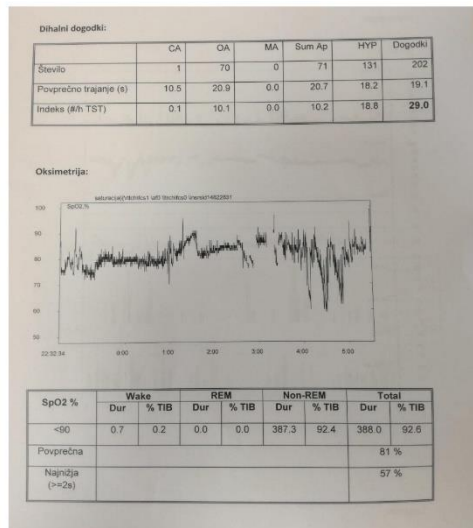 Dihalni dogodki:
CA OA MA Sum Ap HYP Dogodki
Število 1 70 0 71 131 202
Povprečno trajanje (s) 10.5 20.9 0.0 20.7 18.2 19.1
Indeks (#/h TST) 0.1 10.1 0.0 10.2 18.8 29.0
Oksimetrija:
100 SpO2 %
90
80
70
60
50
22:32:34 0:00 1:00 2:00 3:00 4:00 5:00
SpO2 % Wake REM Non-REM Total
Dur % TIB Dur % TIB Dur % TIB Dur % TIB
<90 0.7 0.2 0.0 0.0 387.3 92.4 388.0 92.6
Povprečna 81 %
Najnižja 57 %
(>=2s)